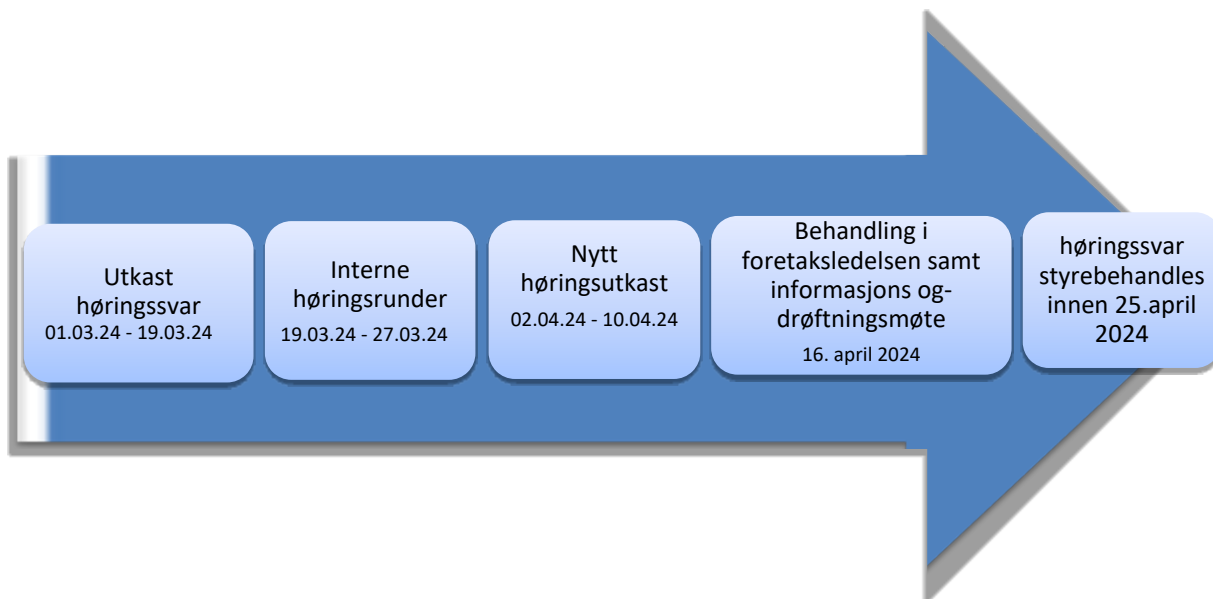 Utkast
høringssvar
01.03.24 - 19.03.24
Interne
høringsrunder
19.03.24 - 27.03.24
Nytt
høringsutkast
02.04.24 - 10.04.24
Behandling i
foretaksledelsen samt
informasjons og-
drøftningsmøte
16. april 2024
høringssvar
styrebehandles
innen 25.april
2024